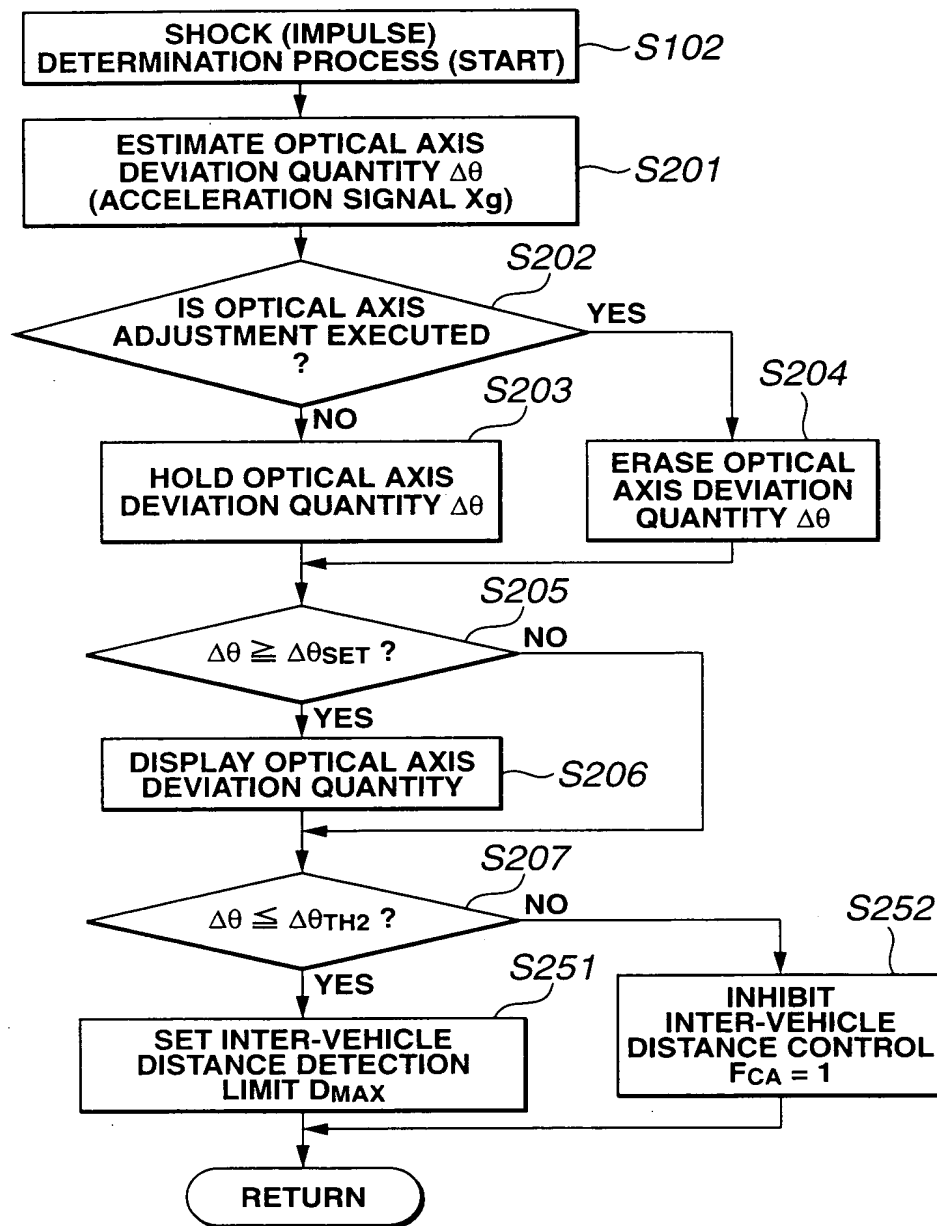 SHOCK (IMPULSE)
DETERMINATION PROCESS (START)
S102
ESTIMATE OPTICAL AXIS
DEVIATION QUANTITY Δθ
(ACCELERATION SIGNAL Xg)
S201
S202
IS OPTICAL AXIS
ADJUSTMENT EXECUTED
?
YES
NO
S203
S204
HOLD OPTICAL AXIS
DEVIATION QUANTITY Δθ
ERASE OPTICAL
AXIS DEVIATION
QUANTITY Δθ
S205
Δθ ≧ ΔθSET ?
NO
YES
DISPLAY OPTICAL AXIS
DEVIATION QUANTITY
S206
S207
Δθ ≦ ΔθTH2 ?
NO
YES
S251
S252
SET INTER-VEHICLE
DISTANCE DETECTION
LIMIT DMAX
INHIBIT
INTER-VEHICLE
DISTANCE CONTROL
FCA = 1
RETURN